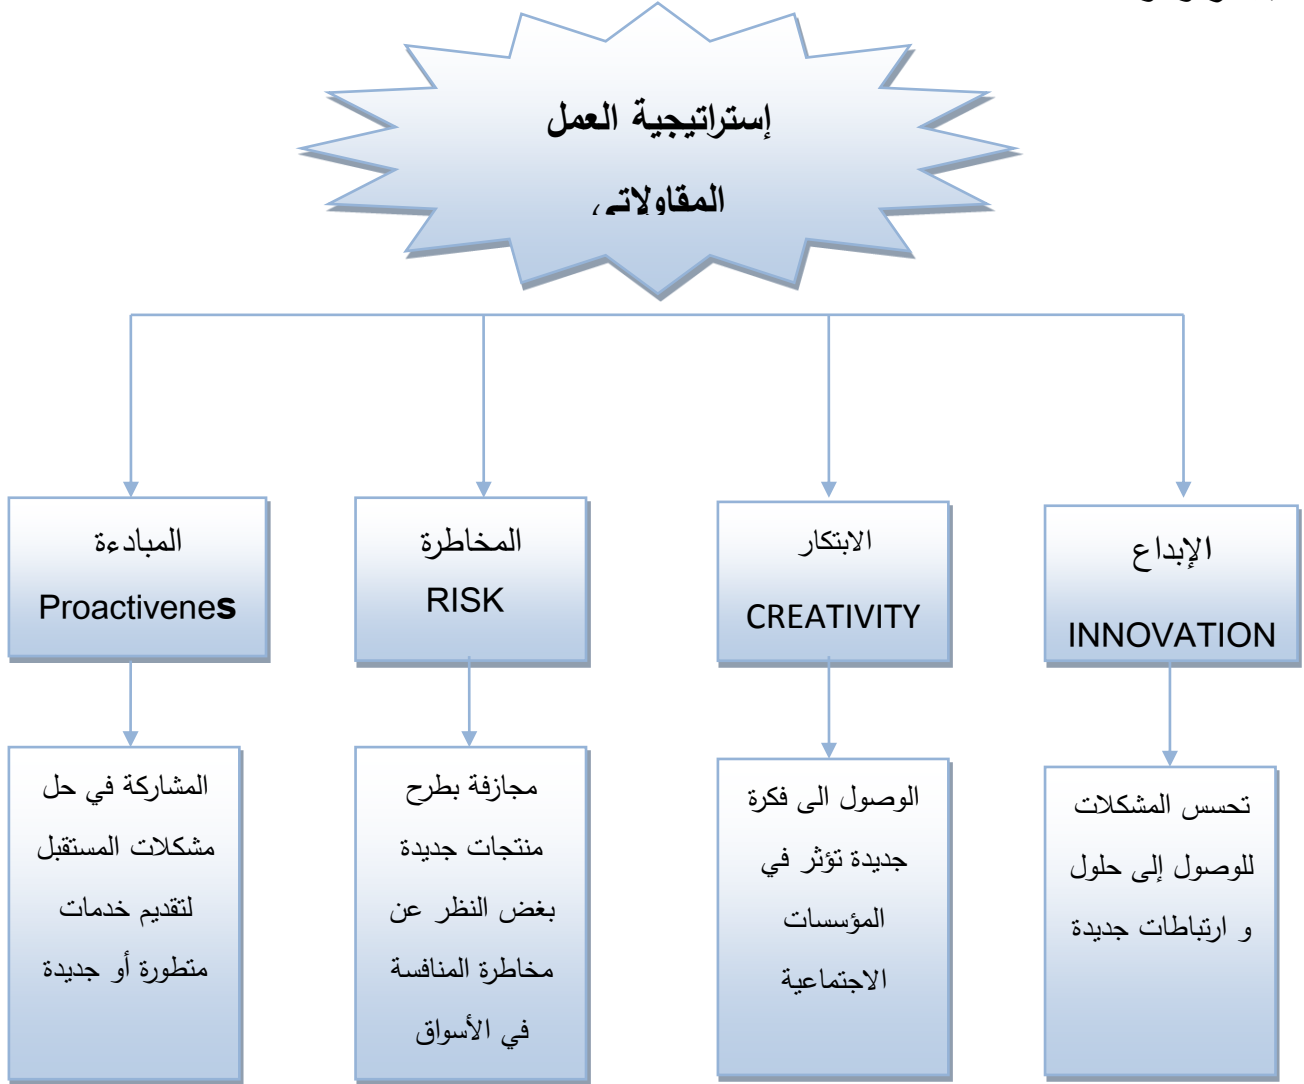 إستراتيجية العمل
المقاولاتي
الإبداع
INNOVATION
الابتكار
CREATIVITY
المخاطرة
RISK
المبادءة
Proactivenes
تحسس المشكلات
للوصول إلى حلول
و ارتباطات جديدة
الوصول الى فكرة
جديدة تؤثر في
المؤسسات
الاجتماعية
مجازفة بطرح
منتجات جديدة
بغض النظر عن
مخاطرة المنافسة
في الأسواق
المشاركة في حل
مشكلات المستقبل
لتقديم خدمات
متطورة أو جديدة